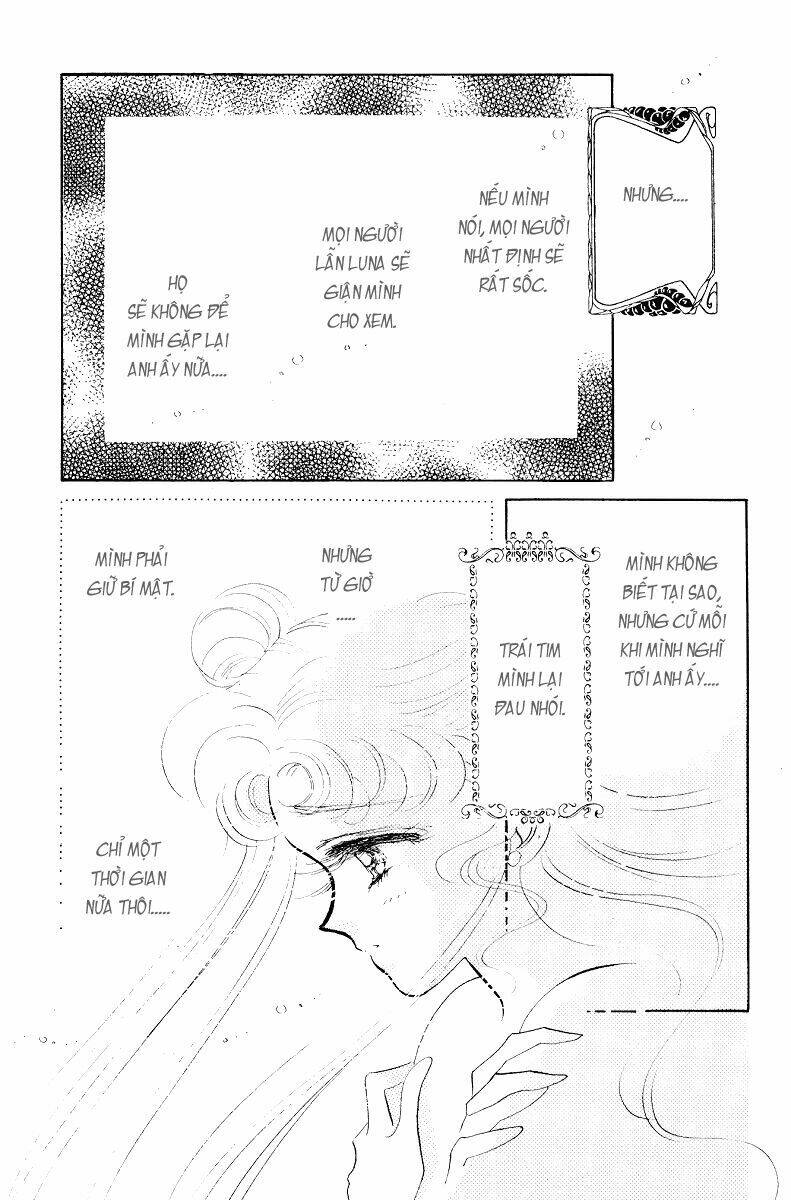 NHƯNG....
NẾU MÌNH
NÓI, MỌI NGƯỜI
NHẤT ĐỊNH SẼ
RẤT SỐC.
MỌI NGƯỜI
LẪN LUNA SẼ
GIẬN MÌNH
CHO XEM.
HỌ
SẼ KHÔNG ĐỂ
MÌNH GẶP LẠI
ANH ẤY NỮA....
MÌNH KHÔNG
BIẾT TẠI SAO,
NHƯNG CỨ MỖI
KHI MÌNH NGHĨ
TỚI ANH ẤY....
TRÁI TIM
MÌNH LẠI
ĐAU NHÓI.
NHƯNG
TỪ GIỜ
.....
MÌNH PHẢI
GIỮ BÍ MẬT.
CHỈ MỘT
THỜI GIAN
NỮA THÔI.....